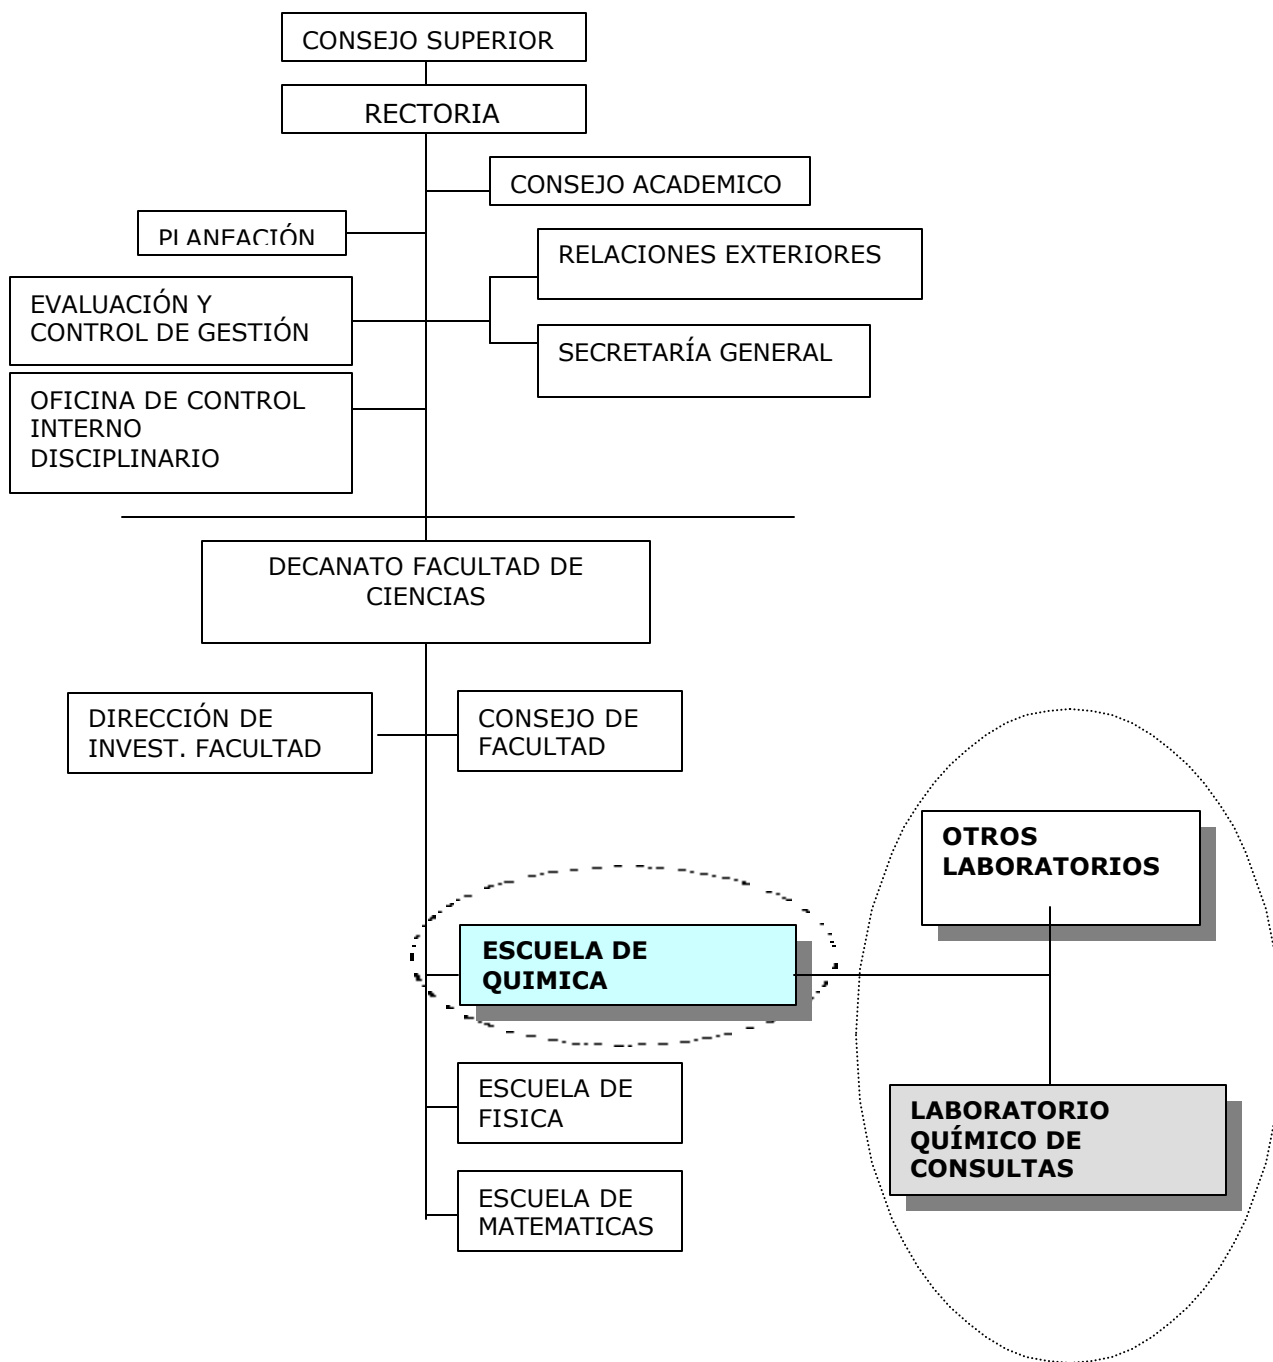 CONSEJO SUPERIOR
RECTORIA
CONSEJO ACADEMICO
PLANEACIÓN
RELACIONES EXTERIORES
EVALUACIÓN Y
CONTROL DE GESTIÓN
SECRETARÍA GENERAL
OFICINA DE CONTROL
INTERNO
DISCIPLINARIO
DECANATO FACULTAD DE
CIENCIAS
DIRECCIÓN DE
INVEST. FACULTAD
CONSEJO DE
FACULTAD
OTROS
LABORATORIOS
ESCUELA DE
QUIMICA
ESCUELA DE
FISICA
LABORATORIO
QUÍMICO DE
CONSULTAS
ESCUELA DE
MATEMATICAS